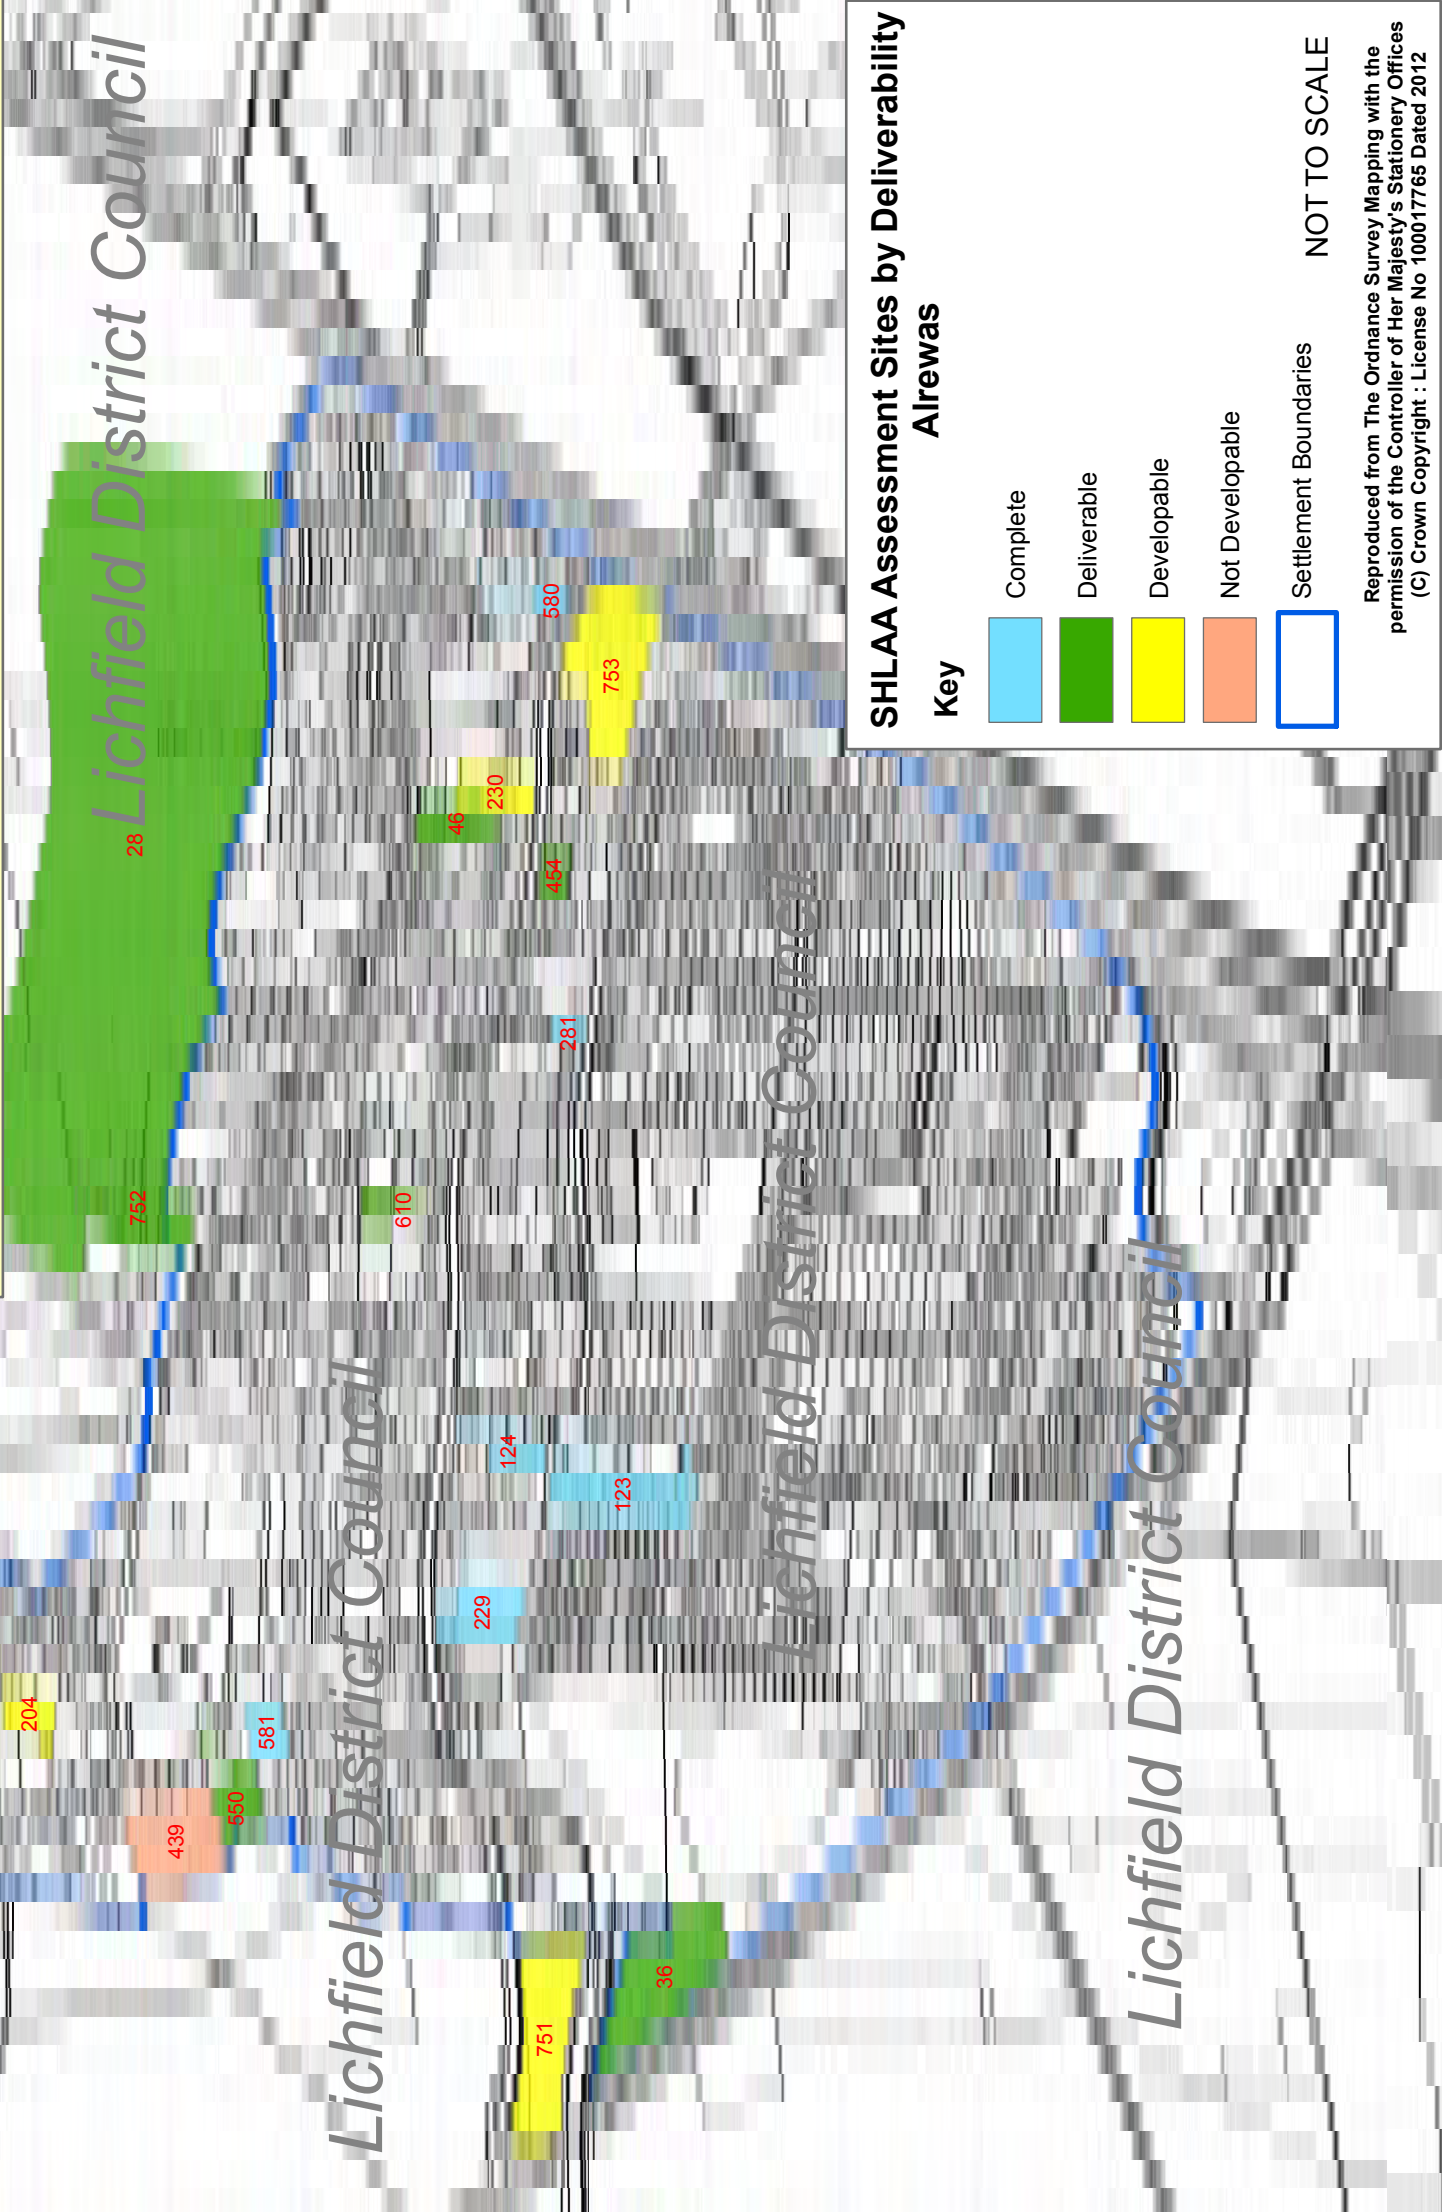 Lichfield District Council
Lichfield District Council
Lichfield District Council
Lichfield District Council
204
439
550
581
751
36
229
123
124
752
610
28
281
454
46
230
753
580
SHLAA Assessment Sites by Deliverability
Alrewas
Key
Complete
Deliverable
Developable
Not Developable
Settlement Boundaries
NOT TO SCALE
Reproduced from The Ordnance Survey Mapping with the
permission of the Controller of Her Majesty's Stationery Offices
(C) Crown Copyright : License No 100017765 Dated 2012